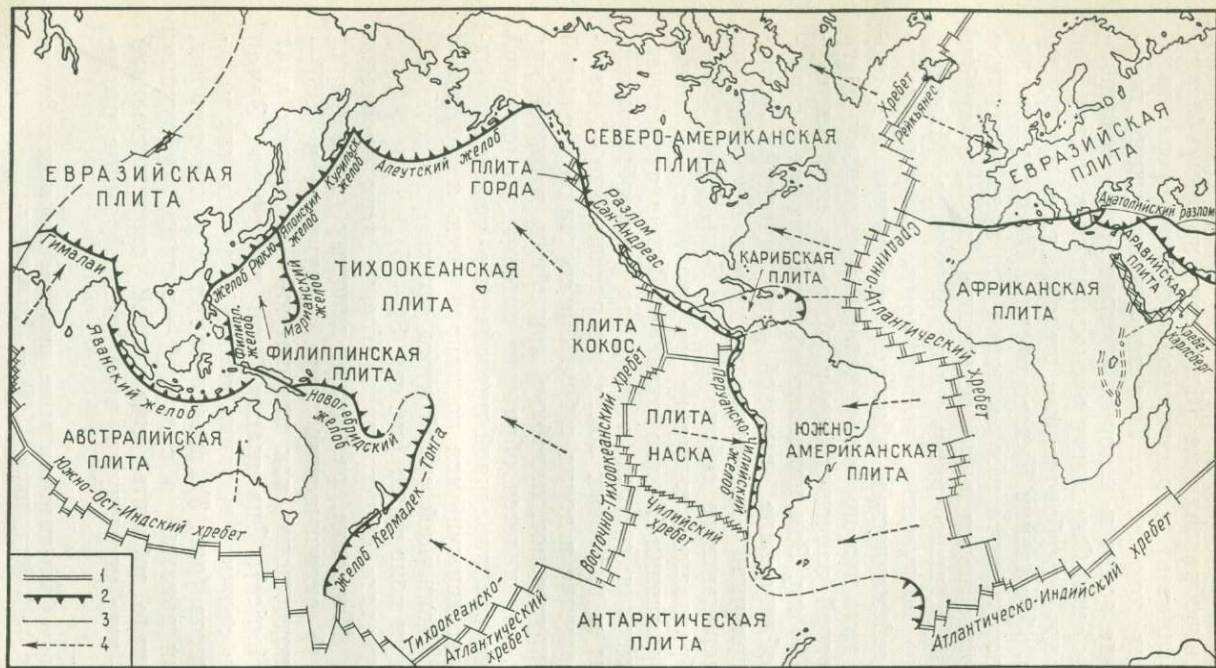 ЕВРАЗИЙСКАЯ
ПЛИТА
Гималаи
Яванский желоб
Желоб Рюкю
Японский
желоб
Курильск.
желоб
Алеутский желоб
Марианский
желоб
Филипп.
желоб
ФИЛИППИНСКАЯ
ПЛИТА
Новогебридский
желоб
ТИХООКЕАНСКАЯ
ПЛИТА
АВСТРАЛИЙСКАЯ
ПЛИТА
Южно-Ост-Индский хребет
Желоб Кермадек-Тонга
Тихоокеанско-
Атлантический
хребет
ПЛИТА
ГОРДА
СЕВЕРО-АМЕРИКАНСКАЯ
ПЛИТА
Разлом
Сан-Андреас
КАРИБСКАЯ
ПЛИТА
ПЛИТА
КОКОС
Восточно-Тихоокеанский хребет
ПЛИТА
НАСКА
Перуанско-Чилийский
желоб
Чилийский
хребет
ЮЖНО-
АМЕРИКАНСКАЯ
ПЛИТА
АНТАРКТИЧЕСКАЯ
ПЛИТА
Хребет
Рейкьянес
Срединно-Атлантический хребет
ЕВРАЗИЙСКАЯ
ПЛИТА
Анатолийский разлом
АРАВИЙСКАЯ
ПЛИТА
АФРИКАНСКАЯ
ПЛИТА
Хребет
Карлсберг
Атлантическо-Индийский хребет
1
2
3
4